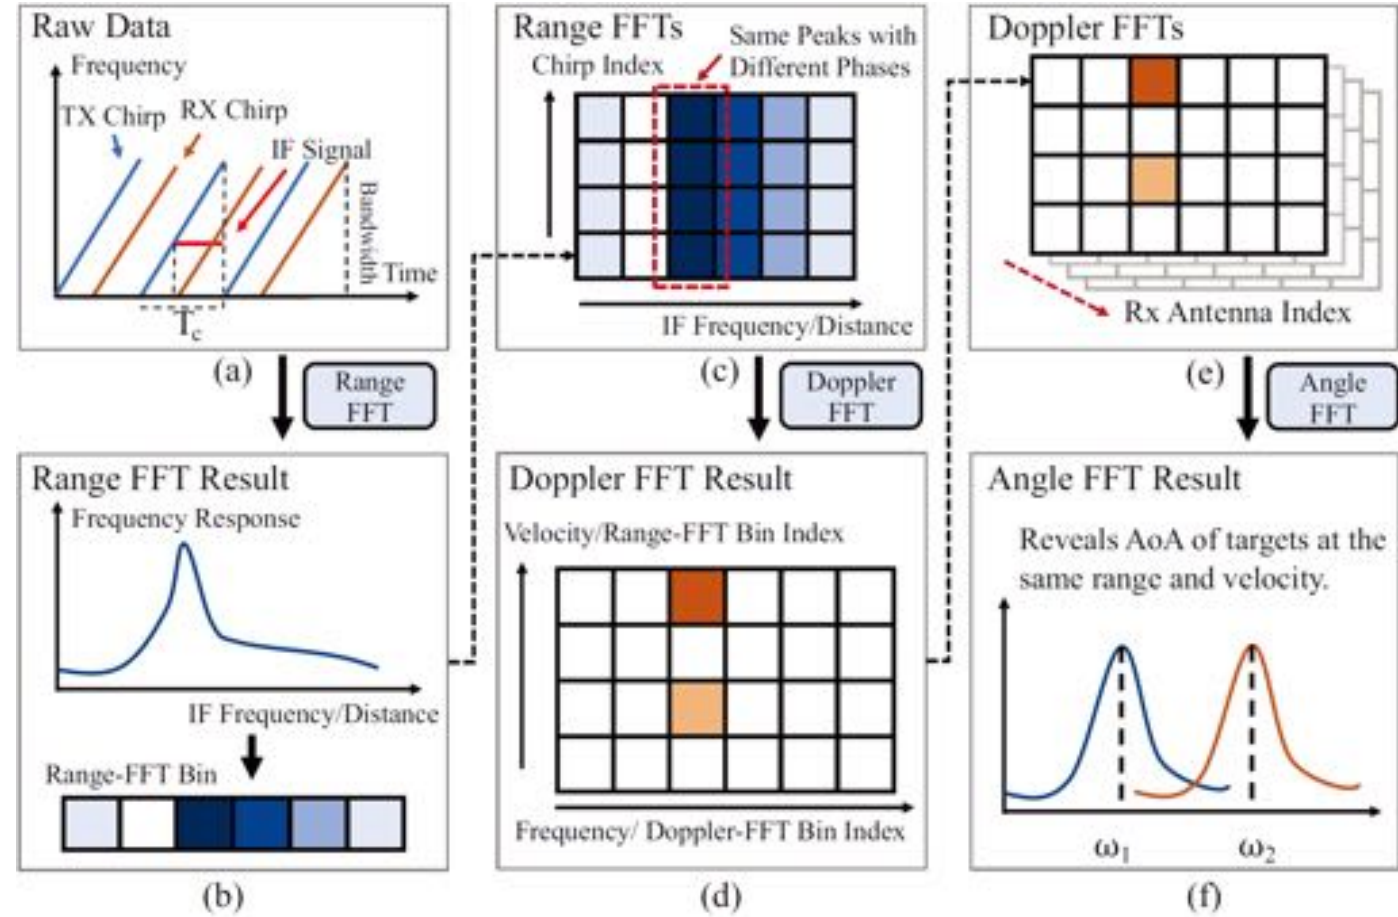 Raw Data
Frequency
TX Chirp
RX Chirp
IF Signal
Bandwidth
Time
Tc
(a)
Range
FFT
Range FFT Result
Frequency Response
IF Frequency/Distance
Range-FFT Bin
(b)
Range FFTs
Chirp Index
Same Peaks with
Different Phases
IF Frequency/Distance
(c)
Doppler
FFT
Doppler FFT Result
Velocity/Range-FFT Bin Index
Frequency/ Doppler-FFT Bin Index
(d)
Doppler FFTs
Rx Antenna Index
(e)
Angle
FFT
Angle FFT Result
Reveals AoA of targets at the
same range and velocity.
ω1
ω2
(f)